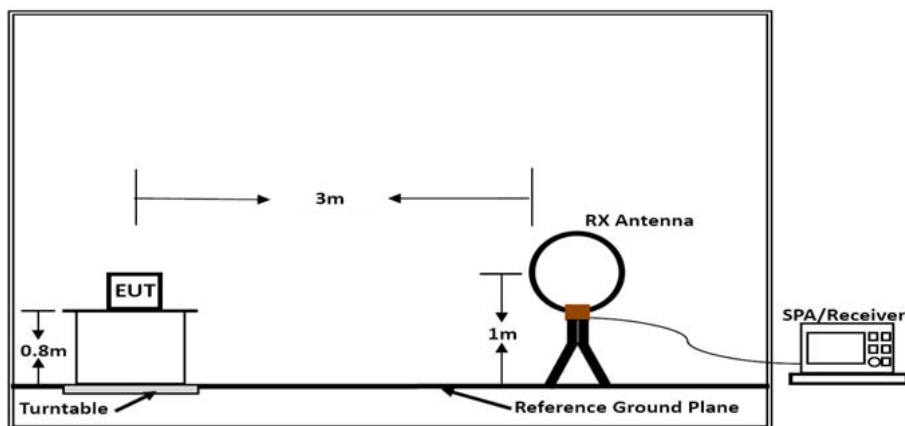 3m
RX Antenna
EUT
SPA/Receiver
0.8m
1m
Turntable
Reference Ground Plane